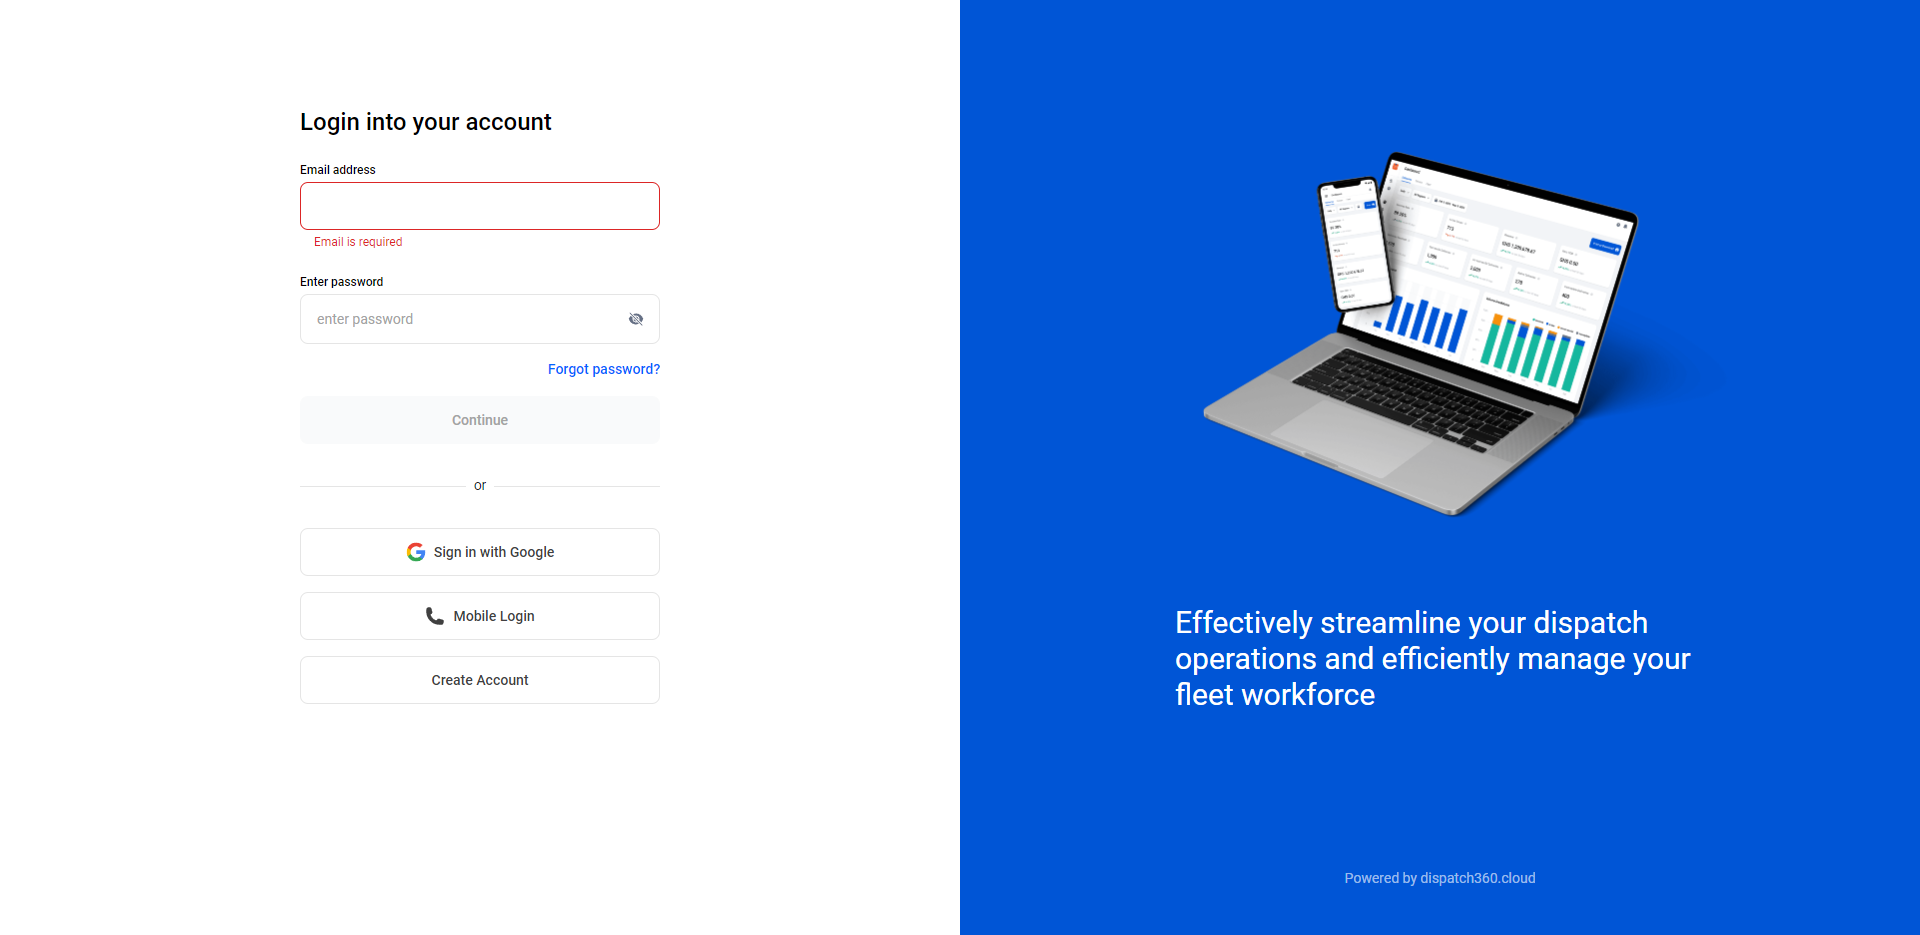 Login into your account
Email address
Email is required
Enter password
enter password
Forgot password?
Continue
or
Sign in with Google
Mobile Login
Create Account
Effectively streamline your dispatch
operations and efficiently manage your
fleet workforce
Powered by dispatch360.cloud